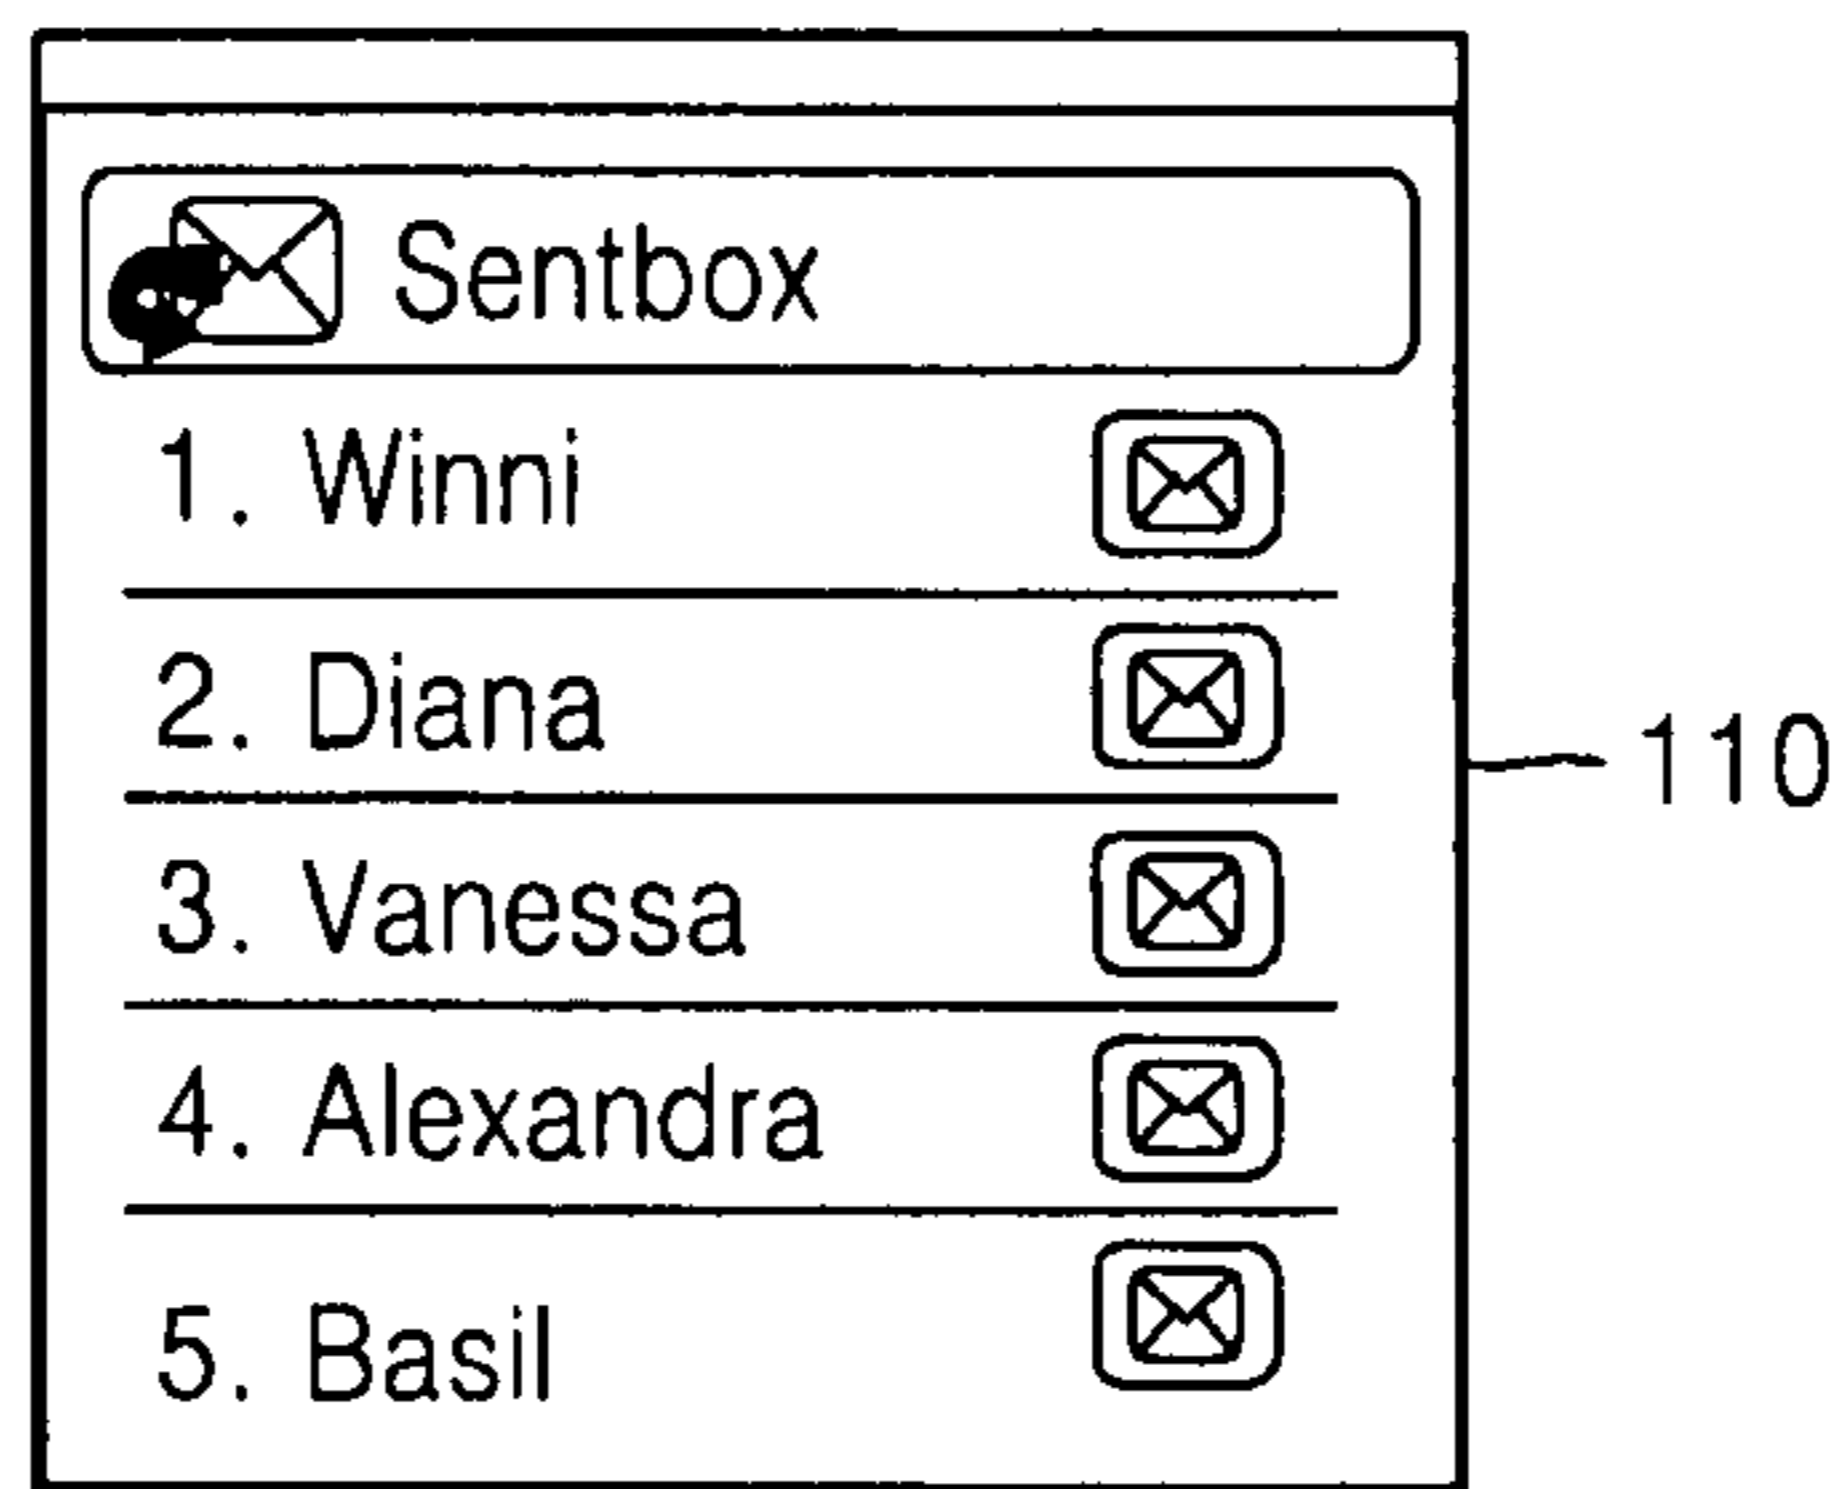 Sentbox
1. Winni
2. Diana
110
3. Vanessa
4. Alexandra
5. Basil